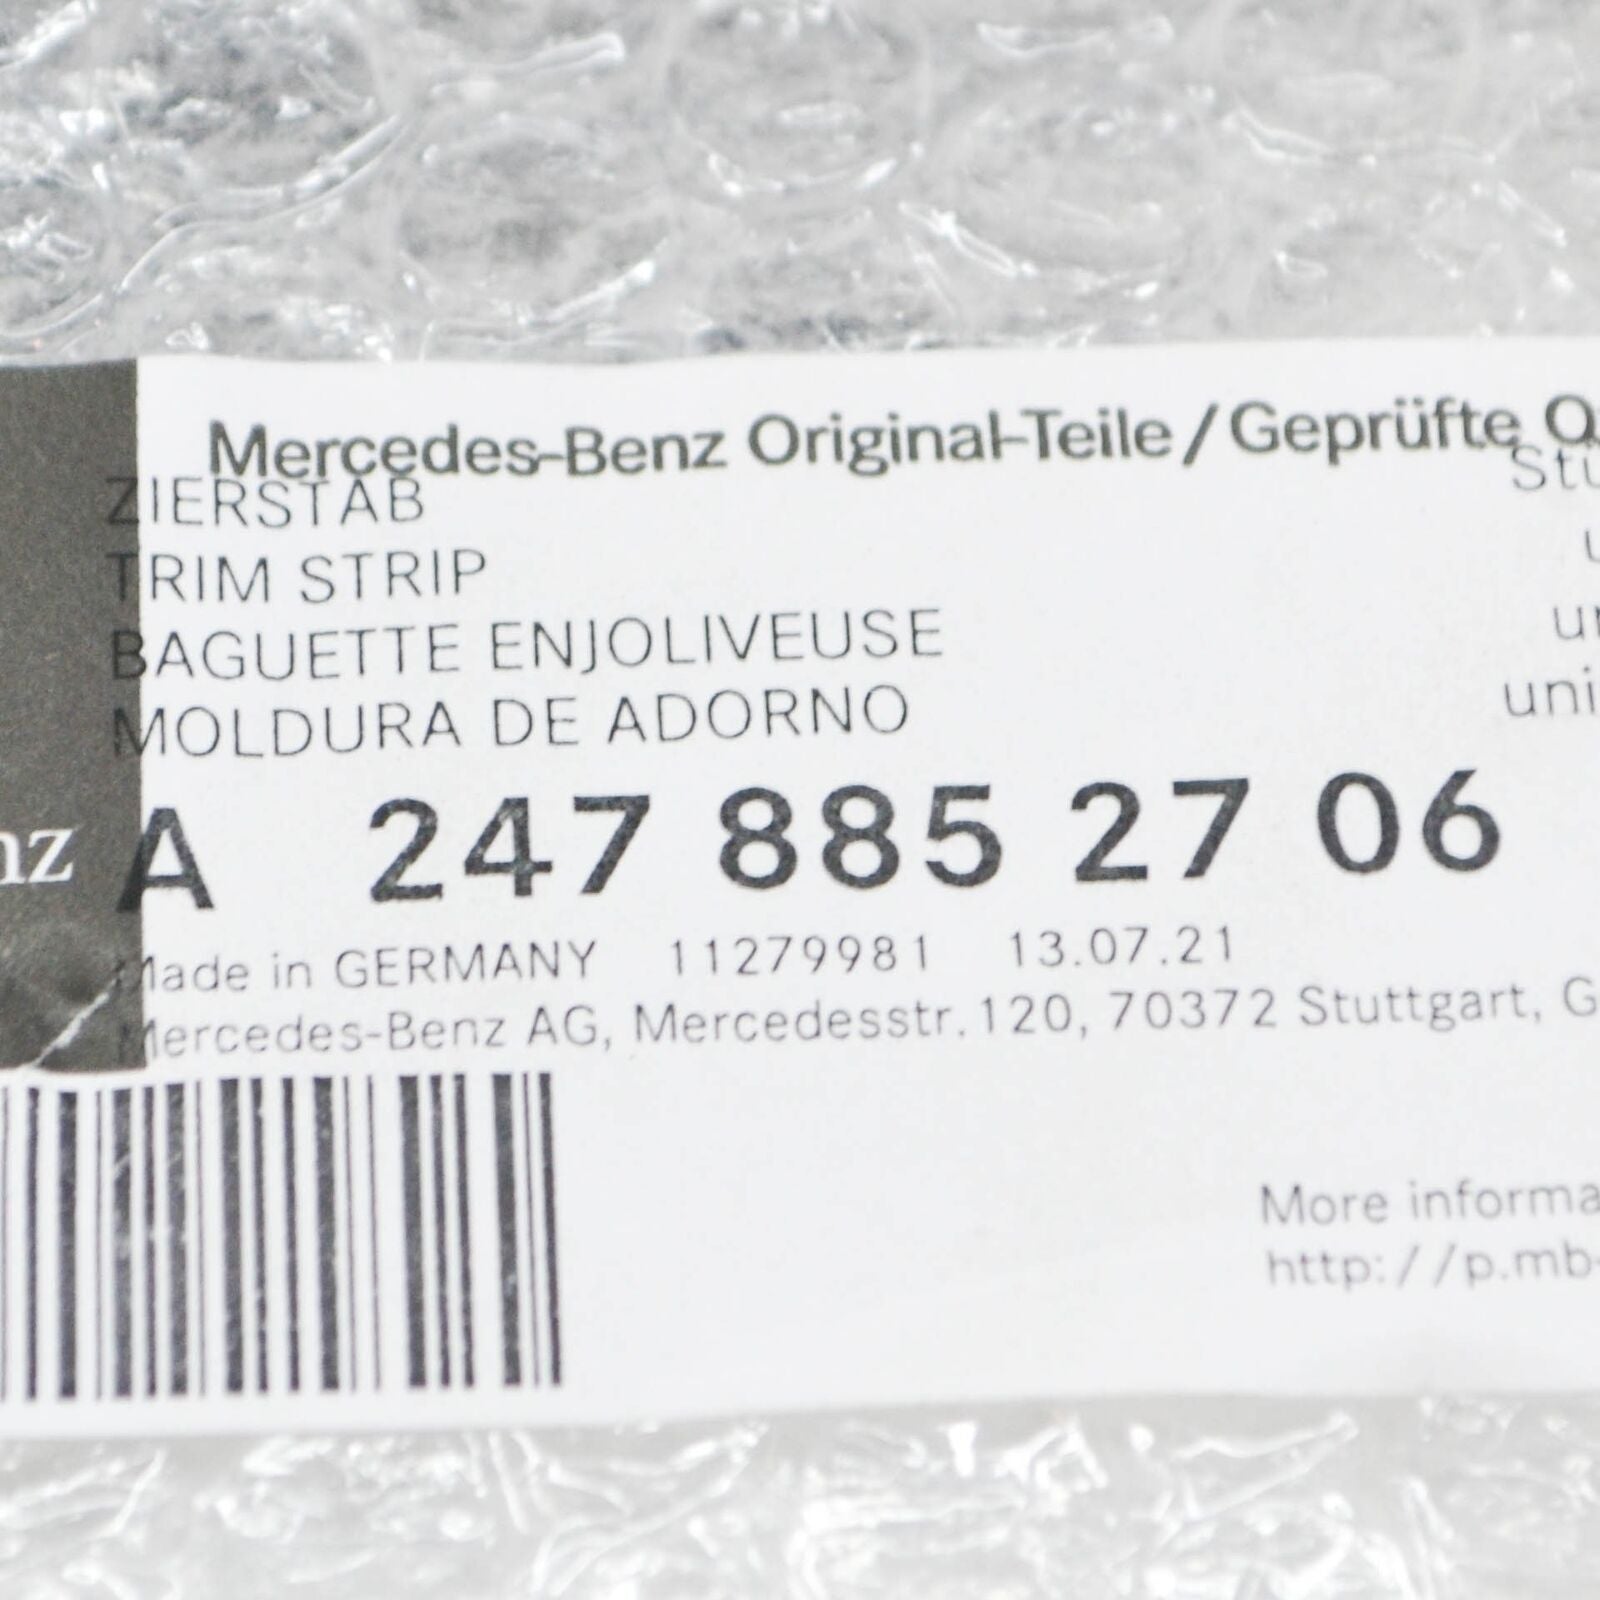 Mercedes-Benz Original-Teile/Geprüfte
ZIERSTAB
TRIM STRIP
BAGUETTE ENJOLIVEUSE
MOLDURA DE ADORNO
A 247 885 27 06
Made in GERMANY 11279981 13.07.21
Mercedes-Benz AG, Mercedesstr.120, 70372 Stuttgart, G
More informa
http://p.mb-